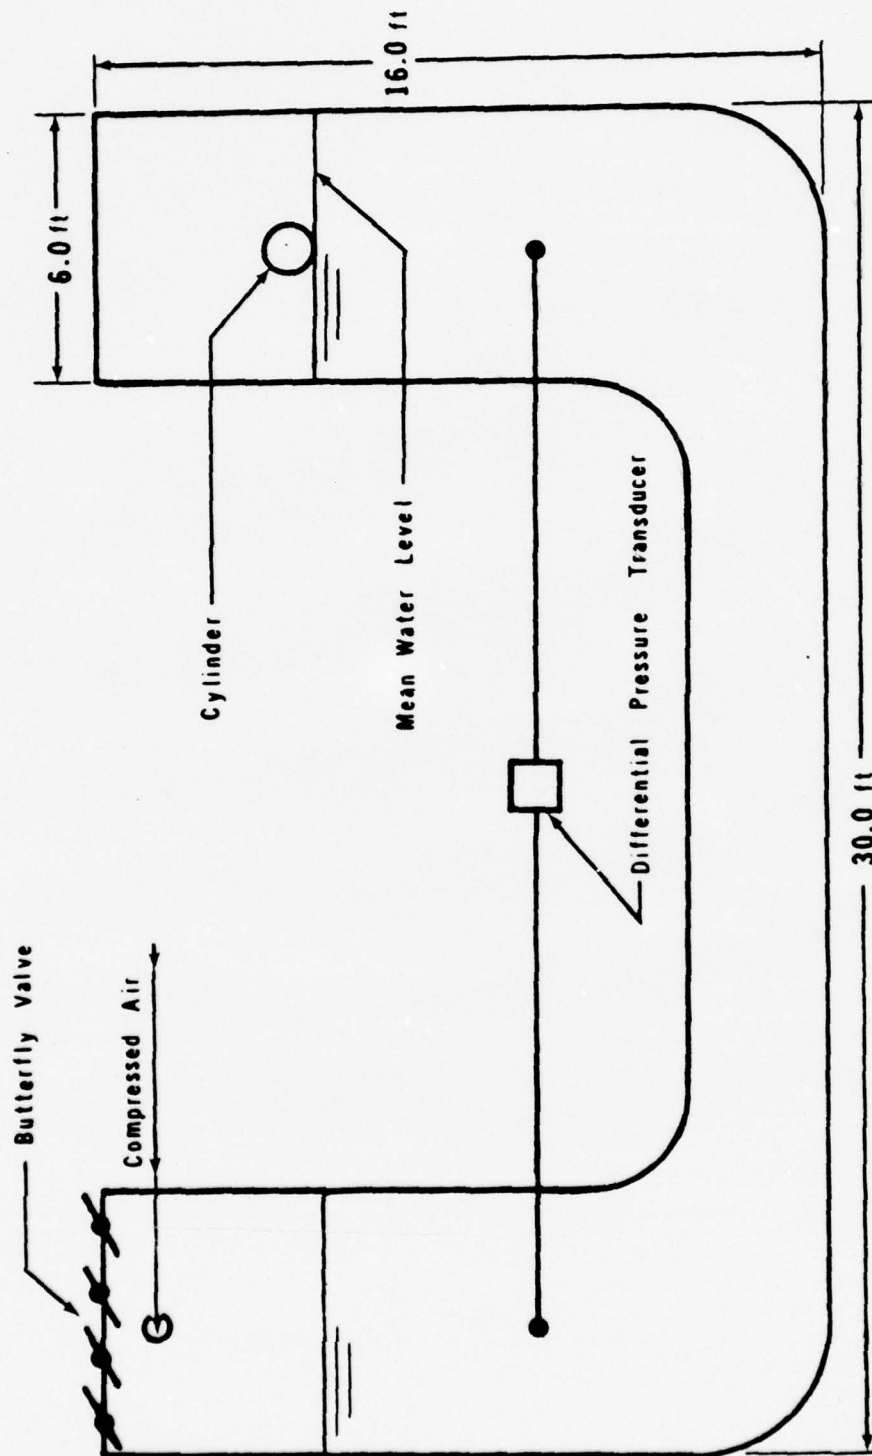 Butterfly Valve
Compressed Air
6.0 ft
16.0 ft
Cylinder
Mean Water Level
Differential Pressure Transducer
30.0 ft